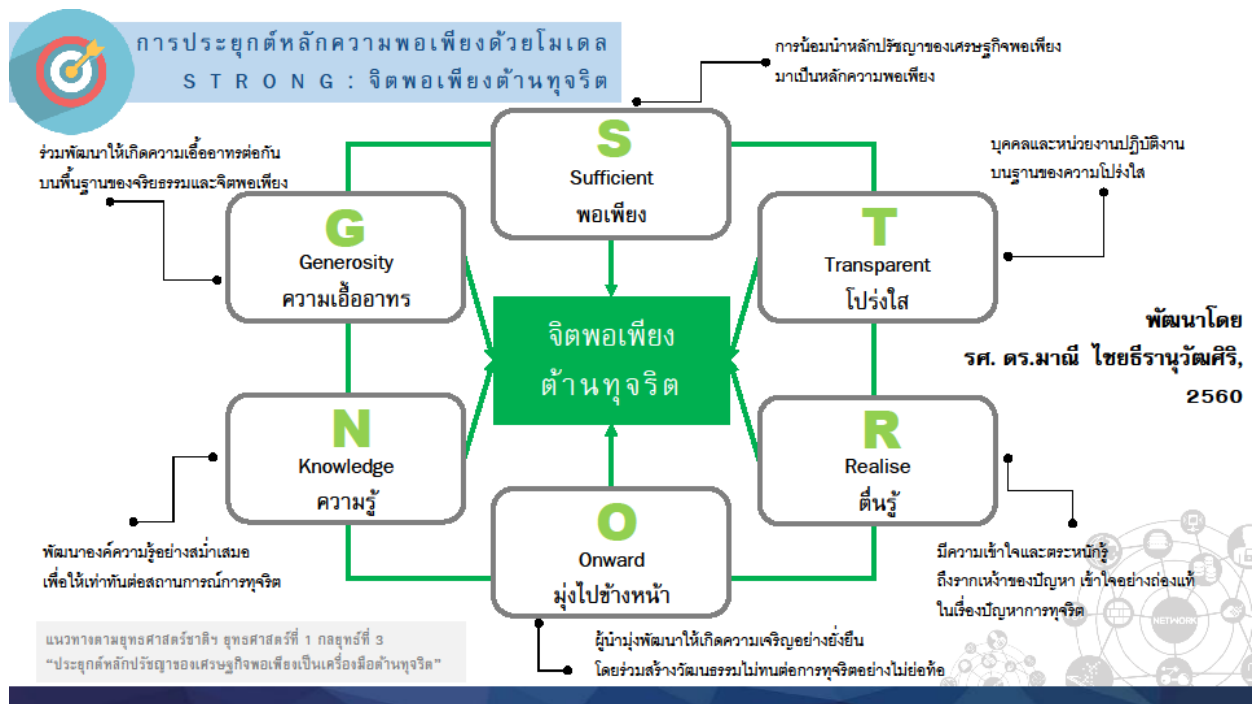 การประยุกต์หลักความพอเพียงด้วยโมเดล
S T R O N G : จิตพอเพียงต้านทุจริต
การน้อมนำหลักปรัชญาของเศรษฐกิจพอเพียง
มาเป็นหลักความพอเพียง
S
Sufficient
พอเพียง
บุคคลและหน่วยงานปฏิบัติงาน
บนฐานของความโปร่งใส
T
Transparent
โปร่งใส
ร่วมพัฒนาให้เกิดความเอื้ออาทรต่อกัน
บนพื้นฐานของจริยธรรมและจิตพอเพียง
G
Generosity
ความเอื้ออาทร
จิตพอเพียง
ต้านทุจริต
พัฒนาโดย
รศ. ดร.มาณี ไชยธีรานุวัฒศิริ,
2560
N
Knowledge
ความรู้
R
Realise
ตื่นรู้
O
Onward
มุ่งไปข้างหน้า
พัฒนาองค์ความรู้อย่างสม่ำเสมอ
เพื่อให้เท่าทันต่อสถานการณ์การทุจริต
มีความเข้าใจและตระหนักรู้
ถึงรากเหง้าของปัญหา เข้าใจอย่างถ่องแท้
ในเรื่องปัญหาการทุจริต
NETWORK
แนวทางตามยุทธศาสตร์ชาติฯ ยุทธศาสตร์ที่ 1 กลยุทธ์ที่ 3
“ประยุกต์หลักปรัชญาของเศรษฐกิจพอเพียงเป็นเครื่องมือต้านทุจริต”
ผู้นำมุ่งพัฒนาให้เกิดความเจริญอย่างยั่งยืน
โดยร่วมสร้างวัฒนธรรมไม่ทนต่อการทุจริตอย่างไม่ย่อท้อ